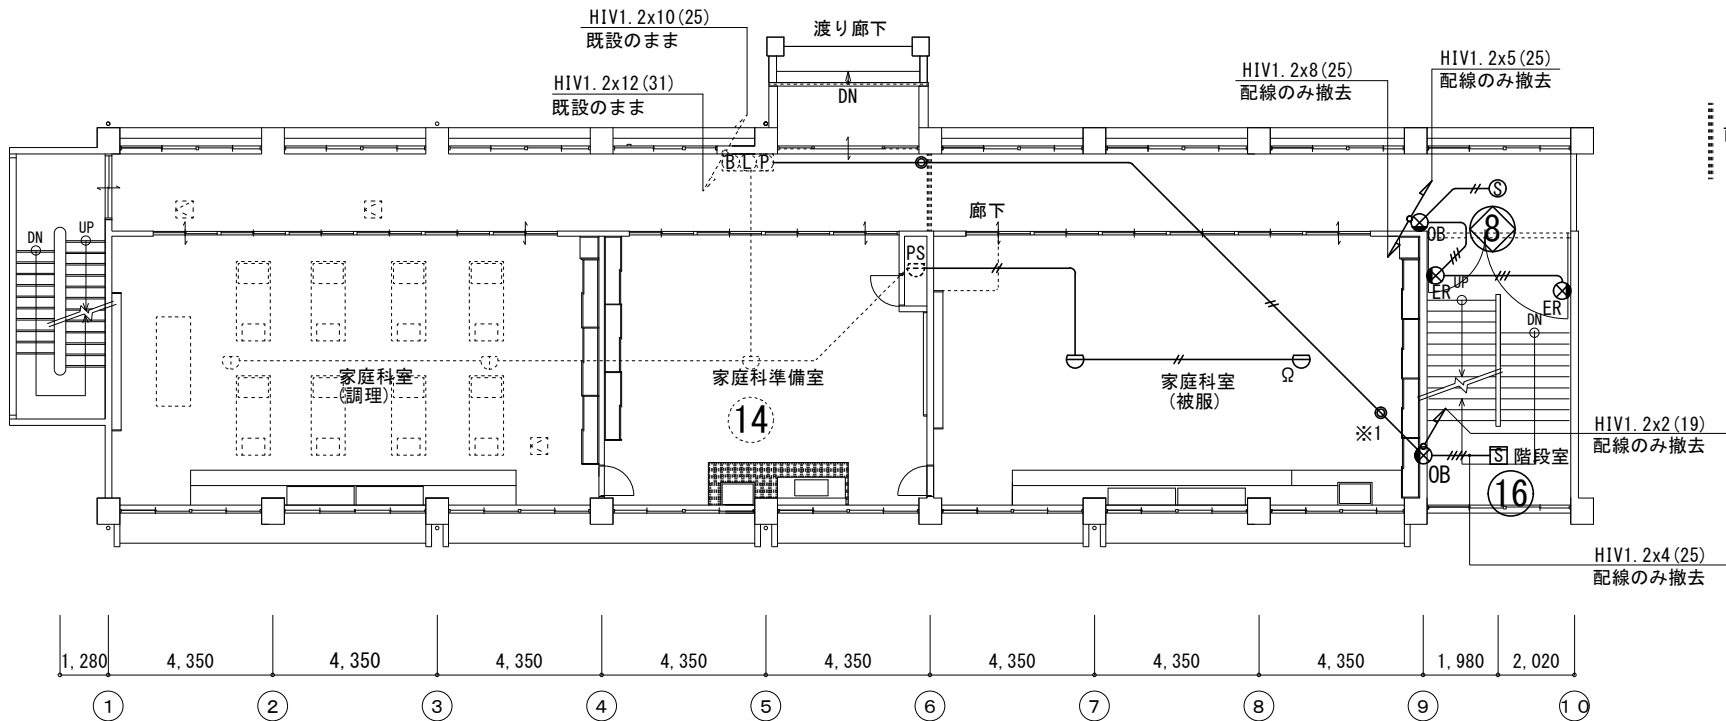 HIV1.2x10(25)
既設のまま
渡り廊下
HIV1.2x12(31)
既設のまま
DN
HIV1.2x8(25)
配線のみ撤去
HIV1.2x5(25)
配線のみ撤去
B L P
S
廊下
OB
8
DN
UP
PS
ER
UP
ER
DN
家庭科室
(調理)
家庭科準備室
14
家庭科室
(被服)
Ω
※1
HIV1.2x2(19)
配線のみ撤去
S 階段室
OB
16
HIV1.2x4(25)
配線のみ撤去
1,280 4,350 4,350 4,350 4,350 4,350 4,350 4,350 4,350 1,980 2,020
1 2 3 4 5 6 7 8 9 10